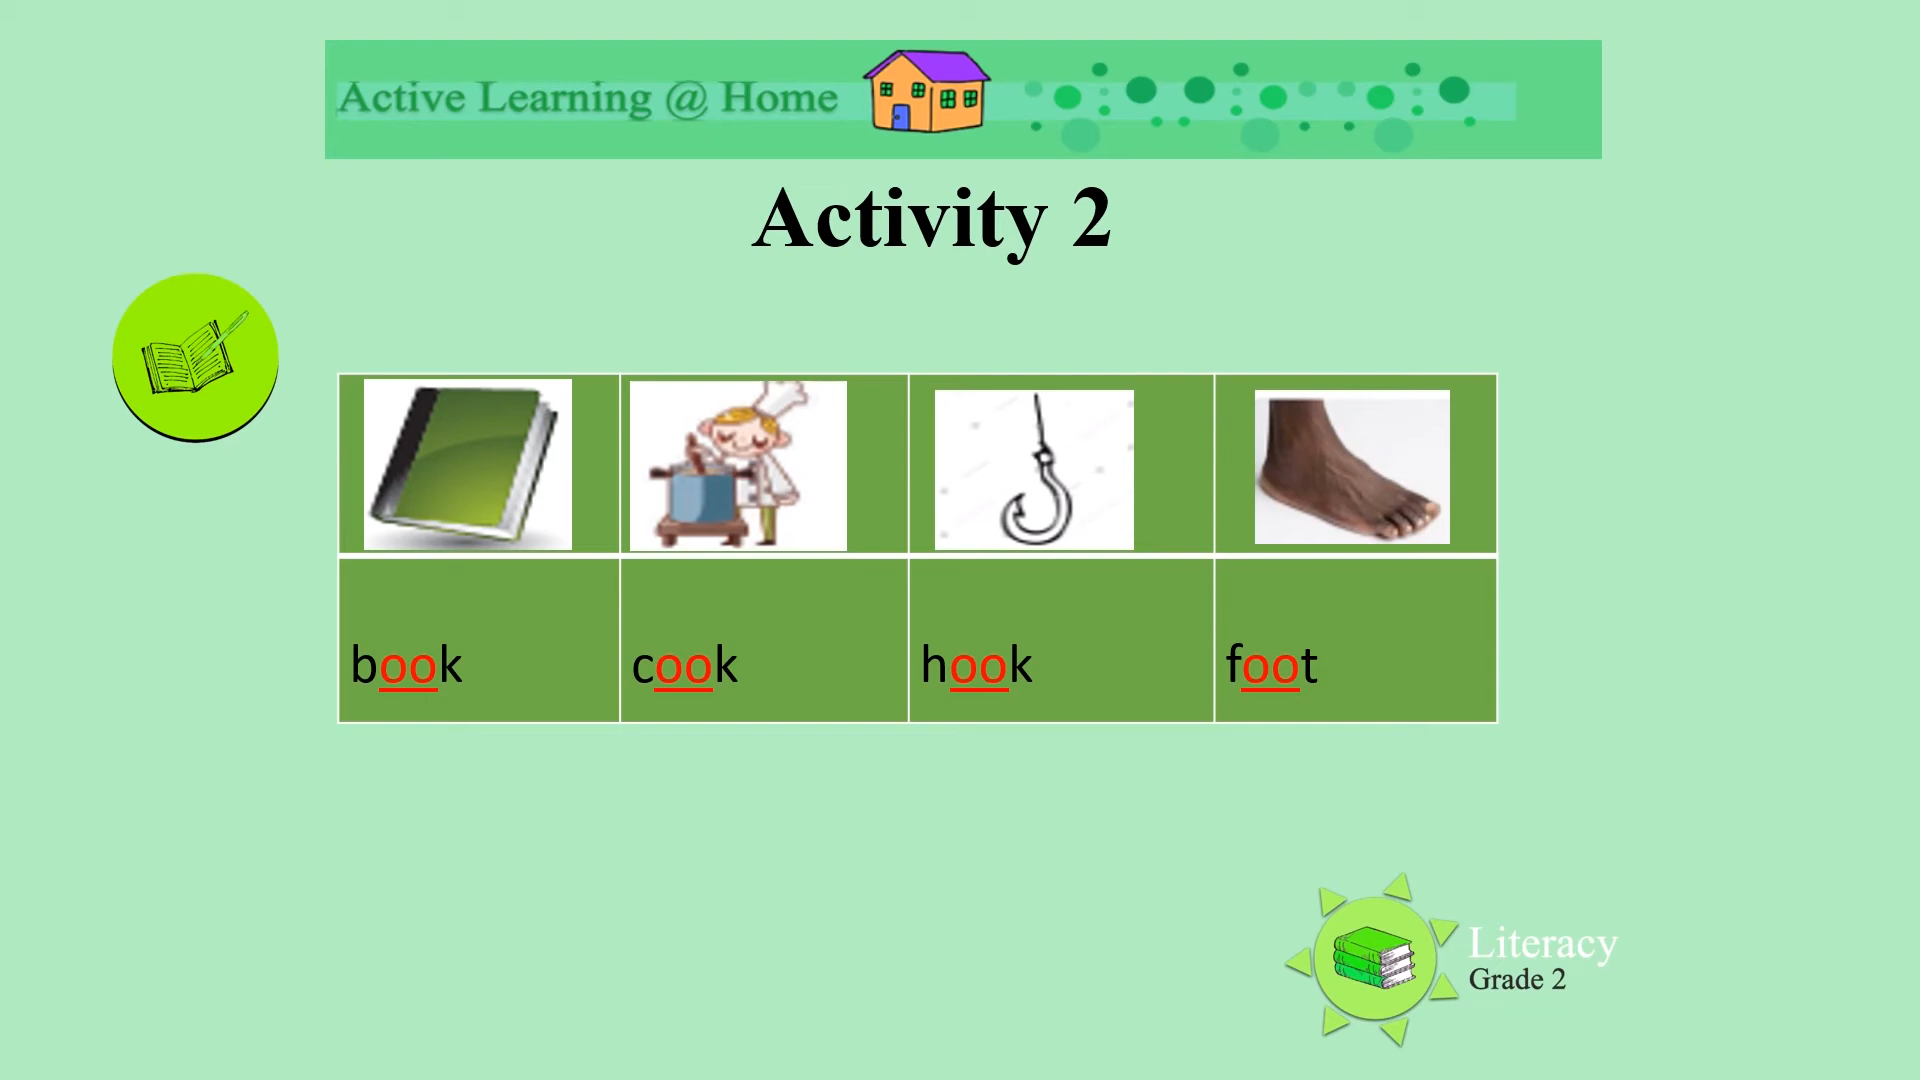 Active Learning @ Home
Activity 2
book cook hook foot
Literacy
Grade 2